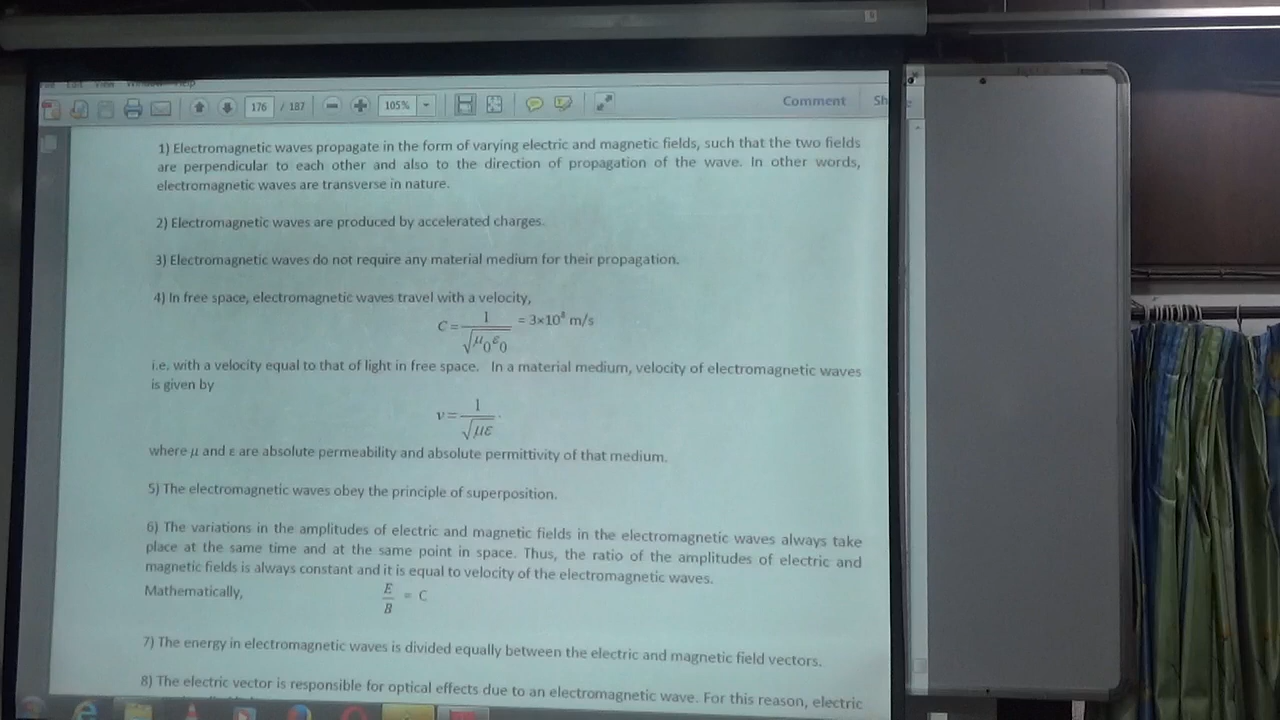 Window Help
176 / 187 105% Comment Sh
1) Electromagnetic waves propagate in the form of varying electric and magnetic fields, such that the two fields
are perpendicular to each other and also to the direction of propagation of the wave. In other words,
electromagnetic waves are transverse in nature.
2) Electromagnetic waves are produced by accelerated charges.
3) Electromagnetic waves do not require any material medium for their propagation.
4) In free space, electromagnetic waves travel with a velocity,
C = 1/√μ₀ε₀ = 3×10⁸ m/s
i.e. with a velocity equal to that of light in free space. In a material medium, velocity of electromagnetic waves
is given by
v = 1/√με .
where μ and ε are absolute permeability and absolute permittivity of that medium.
5) The electromagnetic waves obey the principle of superposition.
6) The variations in the amplitudes of electric and magnetic fields in the electromagnetic waves always take
place at the same time and at the same point in space. Thus, the ratio of the amplitudes of electric and
magnetic fields is always constant and it is equal to velocity of the electromagnetic waves.
Mathematically, E/B = C
7) The energy in electromagnetic waves is divided equally between the electric and magnetic field vectors.
8) The electric vector is responsible for optical effects due to an electromagnetic wave. For this reason, electric